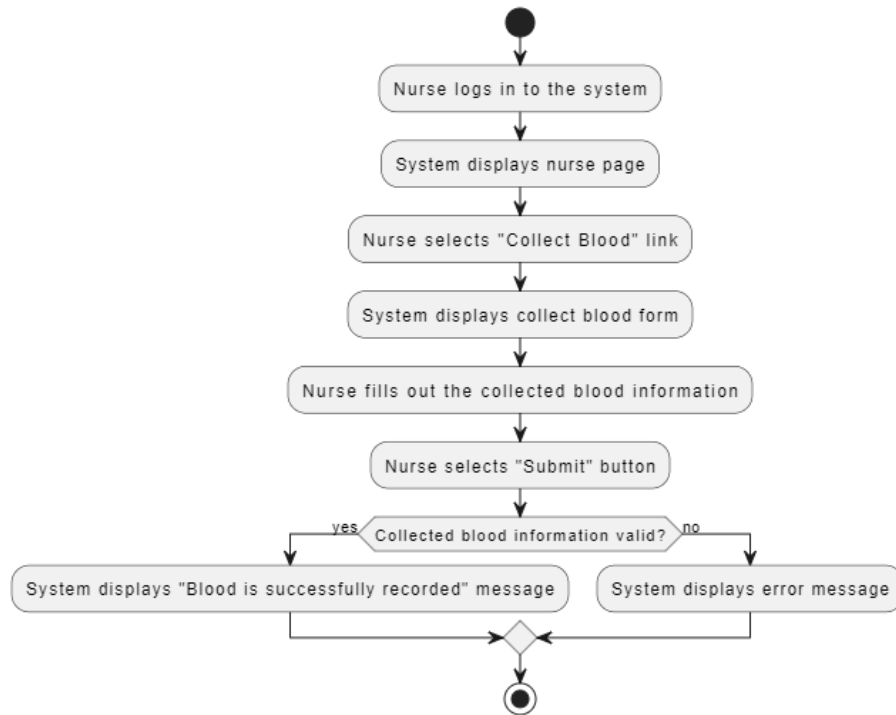 Nurse logs in to the system
System displays nurse page
Nurse selects "Collect Blood" link
System displays collect blood form
Nurse fills out the collected blood information
Nurse selects "Submit" button
yes
Collected blood information valid?
no
System displays "Blood is successfully recorded" message
System displays error message